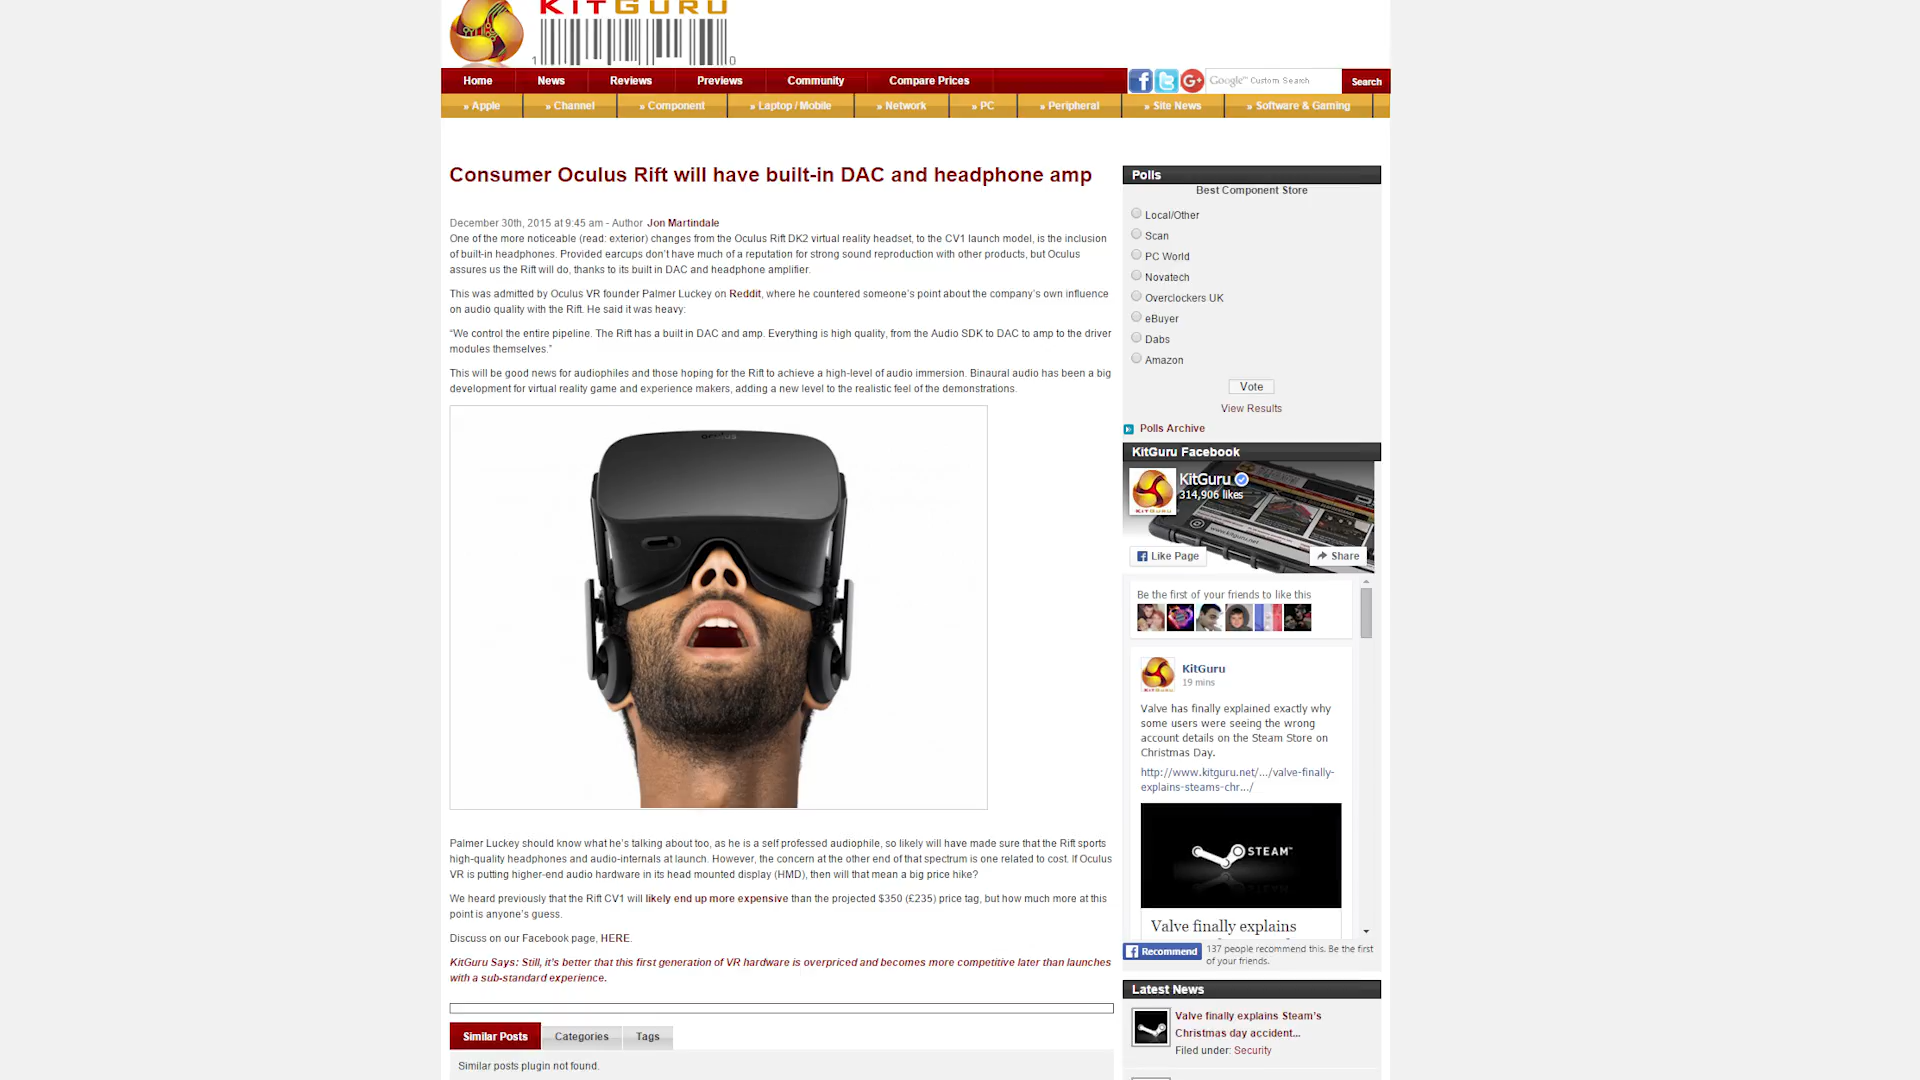 KITGURU
1 0
Home News Reviews Previews Community Compare Prices Google™ Custom Search Search
» Apple » Channel » Component » Laptop / Mobile » Network » PC » Peripheral » Site News » Software & Gaming
Consumer Oculus Rift will have built-in DAC and headphone amp
December 30th, 2015 at 9:45 am - Author Jon Martindale
One of the more noticeable (read: exterior) changes from the Oculus Rift DK2 virtual reality headset, to the CV1 launch model, is the inclusion
of built-in headphones. Provided earcups don’t have much of a reputation for strong sound reproduction with other products, but Oculus
assures us the Rift will do, thanks to its built in DAC and headphone amplifier.
This was admitted by Oculus VR founder Palmer Luckey on Reddit, where he countered someone’s point about the company’s own influence
on audio quality with the Rift. He said it was heavy:
“We control the entire pipeline. The Rift has a built in DAC and amp. Everything is high quality, from the Audio SDK to DAC to amp to the driver
modules themselves.”
This will be good news for audiophiles and those hoping for the Rift to achieve a high-level of audio immersion. Binaural audio has been a big
development for virtual reality game and experience makers, adding a new level to the realistic feel of the demonstrations.
oculus
Palmer Luckey should know what he’s talking about too, as he is a self professed audiophile, so likely will have made sure that the Rift sports
high-quality headphones and audio-internals at launch. However, the concern at the other end of that spectrum is one related to cost. If Oculus
VR is putting higher-end audio hardware in its head mounted display (HMD), then will that mean a big price hike?
We heard previously that the Rift CV1 will likely end up more expensive than the projected $350 (£235) price tag, but how much more at this
point is anyone’s guess.
Discuss on our Facebook page, HERE.
KitGuru Says: Still, it’s better that this first generation of VR hardware is overpriced and becomes more competitive later than launches
with a sub-standard experience.
Similar Posts Categories Tags
Similar posts plugin not found.
Polls
Best Component Store
Local/Other
Scan
PC World
Novatech
Overclockers UK
eBuyer
Dabs
Amazon
Vote
View Results
Polls Archive
KitGuru Facebook
KitGuru
314,906 likes
KITGURU
www.kitguru.net
Like Page Share
Be the first of your friends to like this
KitGuru
19 mins
Valve has finally explained exactly why
some users were seeing the wrong
account details on the Steam Store on
Christmas Day.
http://www.kitguru.net/.../valve-finally-
explains-steams-chr.../
STEAM™
Valve finally explains
Recommend 137 people recommend this. Be the first
of your friends.
Latest News
Valve finally explains Steam’s
Christmas day accident...
Filed under: Security